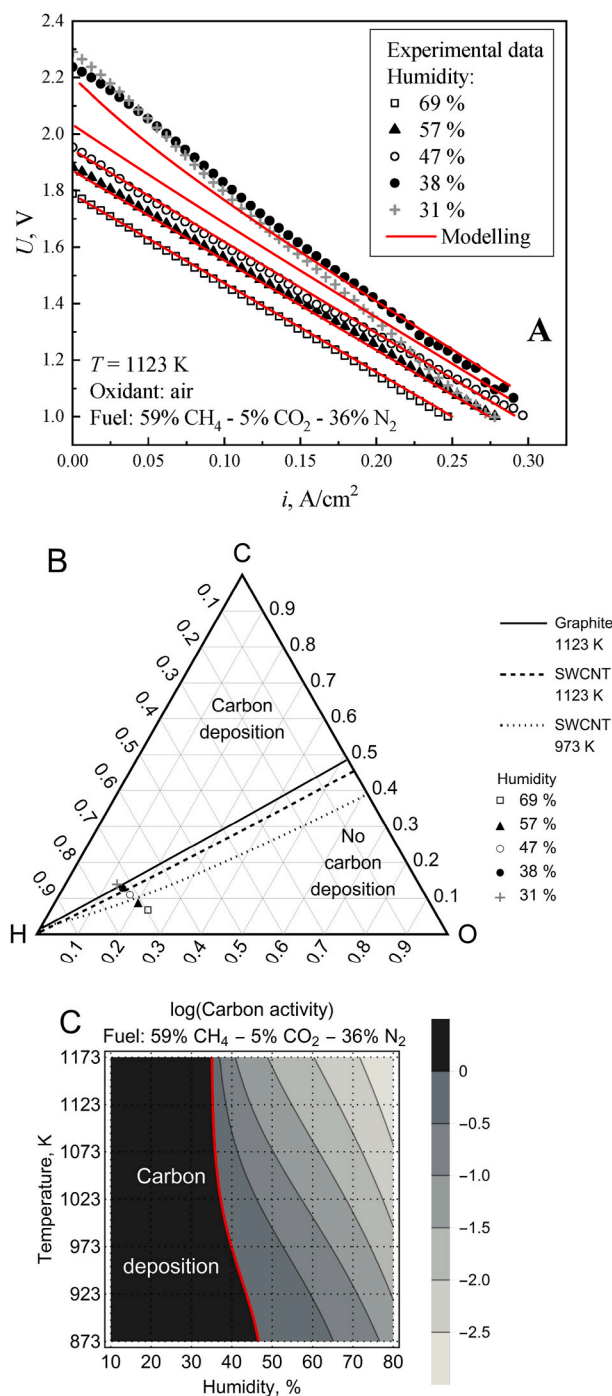 A
2.4
2.2
2.0
1.8
1.6
1.4
1.2
1.0
U, V
Experimental data
Humidity:
69 %
57 %
47 %
38 %
31 %
Modelling
A
T = 1123 K
Oxidant: air
Fuel: 59% CH₄ - 5% CO₂ - 36% N₂
0.00 0.05 0.10 0.15 0.20 0.25 0.30
i, A/cm²
B
C
0.1
0.2
0.3
0.4
0.5
0.6
0.7
0.8
0.9
0.9
0.8
0.7
0.6
0.5
0.4
0.3
0.2
0.1
Carbon
deposition
No
carbon
deposition
H
O
0.1 0.2 0.3 0.4 0.5 0.6 0.7 0.8 0.9
Graphite
1123 K
SWCNT
1123 K
SWCNT
973 K
Humidity
69 %
57 %
47 %
38 %
31 %
C
log(Carbon activity)
Fuel: 59% CH₄ – 5% CO₂ – 36% N₂
1173
1123
1073
1023
973
923
873
Temperature, K
Carbon
deposition
10 20 30 40 50 60 70 80
Humidity, %
0
−0.5
−1.0
−1.5
−2.0
−2.5